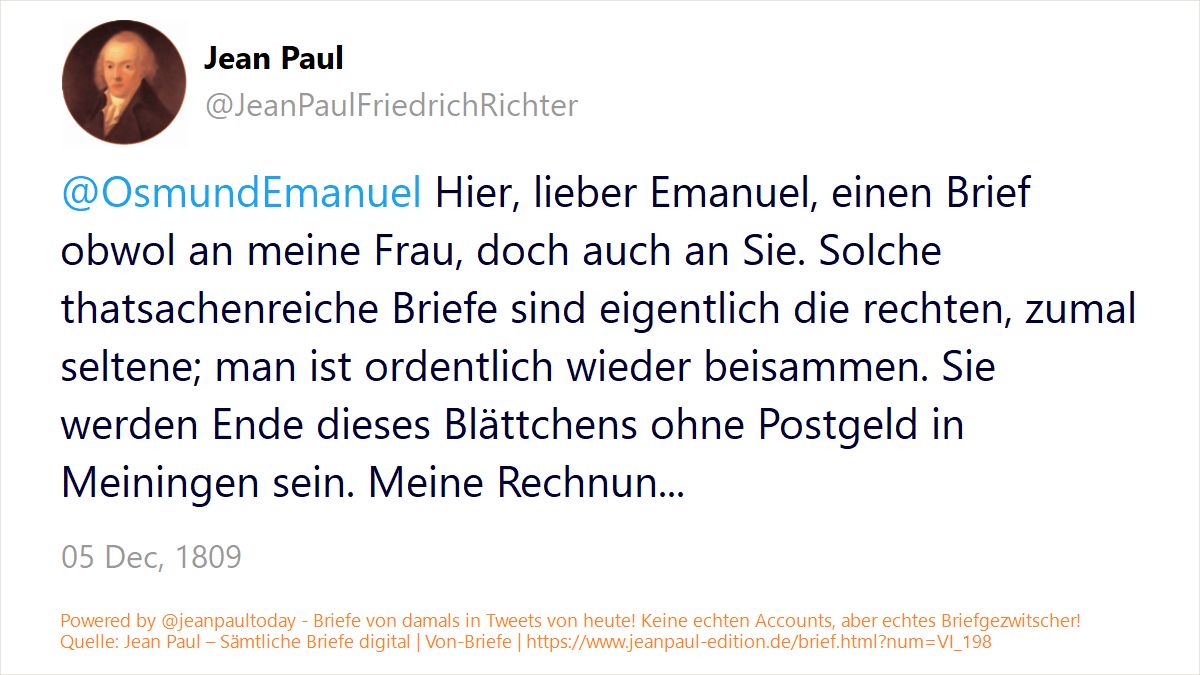 Jean Paul
@JeanPaulFriedrichRichter
@OsmundEmanuel Hier, lieber Emanuel, einen Brief
obwol an meine Frau, doch auch an Sie. Solche
thatsachenreiche Briefe sind eigentlich die rechten, zumal
seltene; man ist ordentlich wieder beisammen. Sie
werden Ende dieses Blättchens ohne Postgeld in
Meiningen sein. Meine Rechnun...
05 Dec, 1809
Powered by @jeanpaultoday - Briefe von damals in Tweets von heute! Keine echten Accounts, aber echtes Briefgezwitscher!
Quelle: Jean Paul – Sämtliche Briefe digital | Von-Briefe | https://www.jeanpaul-edition.de/brief.html?num=VI_198